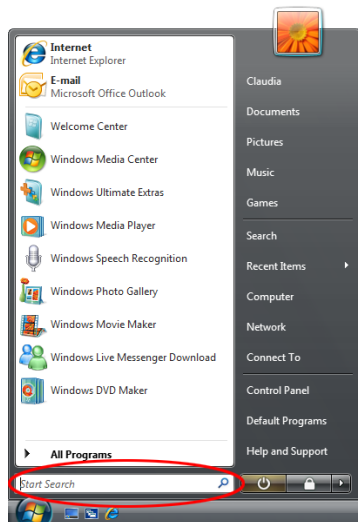 Internet
Internet Explorer
E-mail
Microsoft Office Outlook
Welcome Center
Windows Media Center
Windows Ultimate Extras
Windows Media Player
Windows Speech Recognition
Windows Photo Gallery
Windows Movie Maker
Windows Live Messenger Download
Windows DVD Maker
All Programs
Start Search
Claudia
Documents
Pictures
Music
Games
Search
Recent Items
Computer
Network
Connect To
Control Panel
Default Programs
Help and Support